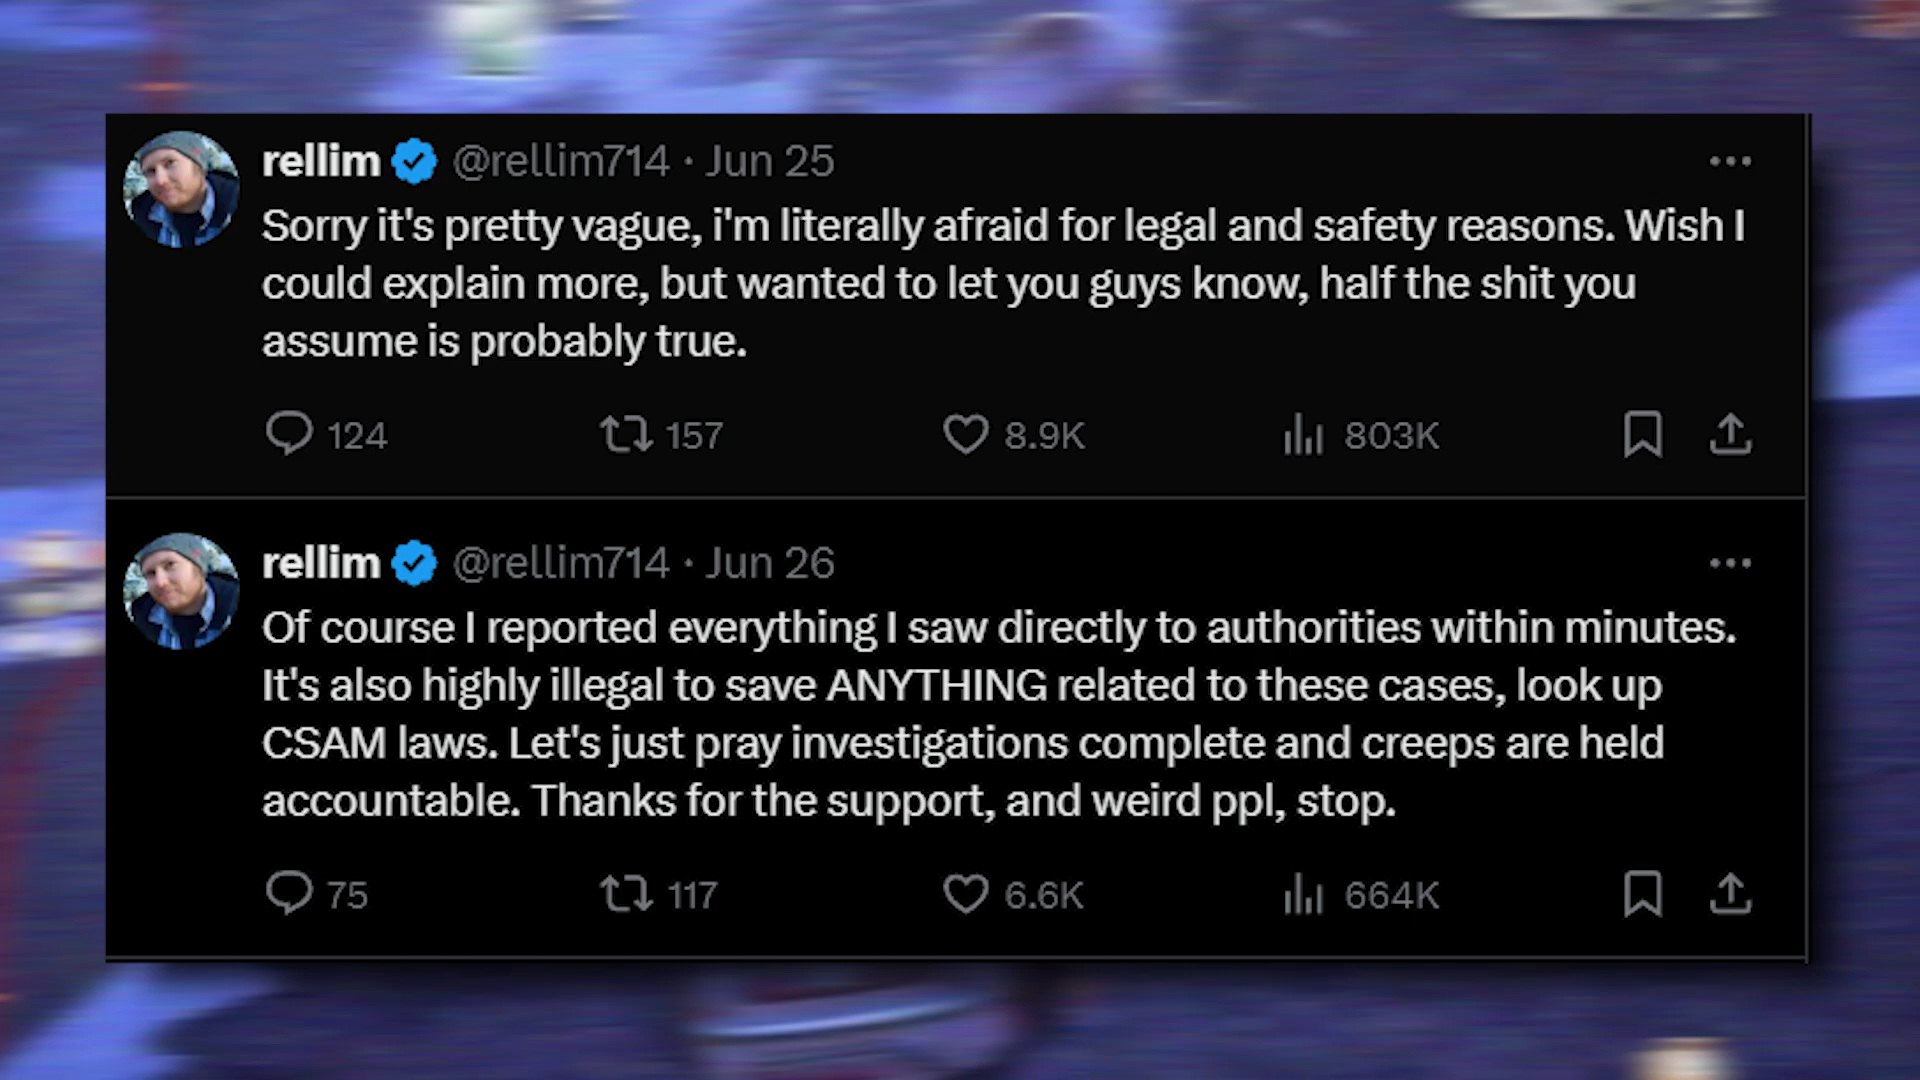 rellim @rellim714 · Jun 25
Sorry it's pretty vague, i'm literally afraid for legal and safety reasons. Wish I
could explain more, but wanted to let you guys know, half the shit you
assume is probably true.
124 157 8.9K 803K
rellim @rellim714 · Jun 26
Of course I reported everything I saw directly to authorities within minutes.
It's also highly illegal to save ANYTHING related to these cases, look up
CSAM laws. Let's just pray investigations complete and creeps are held
accountable. Thanks for the support, and weird ppl, stop.
75 117 6.6K 664K